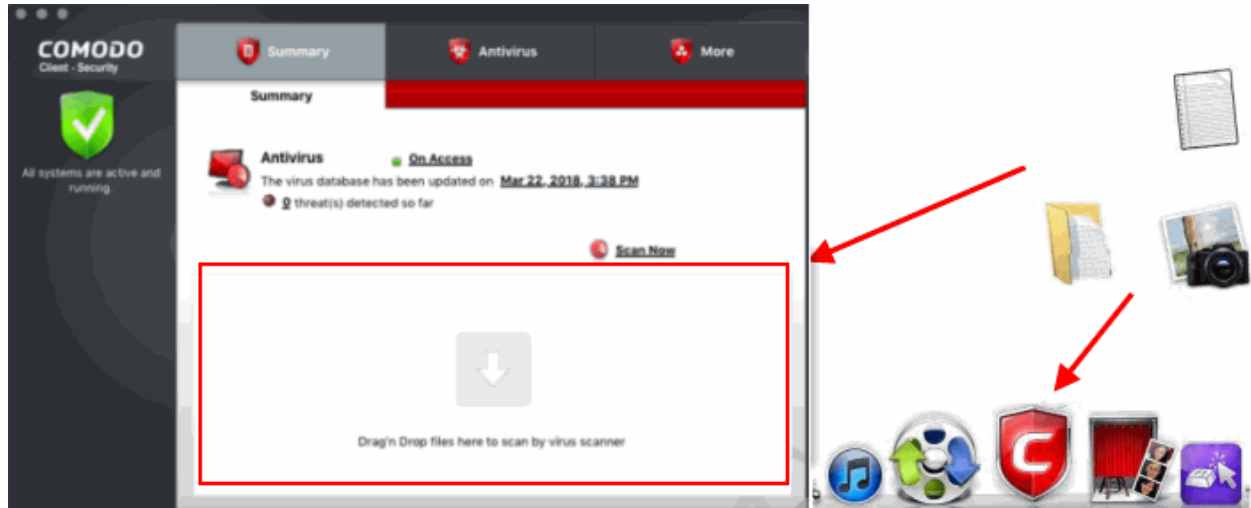 COMODO
Client - Security
Summary
Antivirus
More
Summary
All systems are active and
running.
Antivirus
On Access
The virus database has been updated on Mar 22, 2018, 3:38 PM
0 threat(s) detected so far
Scan Now
Drag'n Drop files here to scan by virus scanner
C